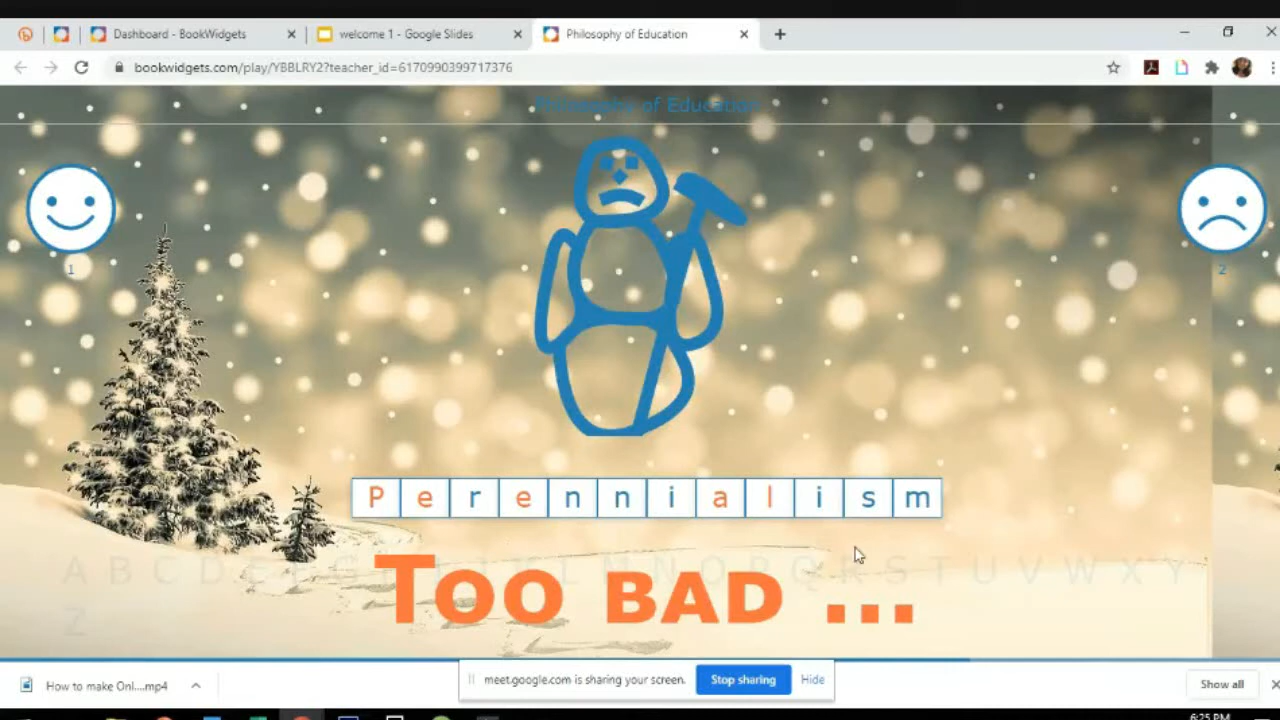 Dashboard - BookWidgets
welcome 1 - Google Slides
Philosophy of Education
bookwidgets.com/play/YBBLRY2?teacher_id=6170990399717376
Philosophy of Education
1
2
Perennialism
A B C D E F G H I J K L M N O P Q R S T U V W X Y
Z
Too bad ...
meet.google.com is sharing your screen.
Stop sharing
Hide
How to make Onl....mp4
Show all
6:25 PM